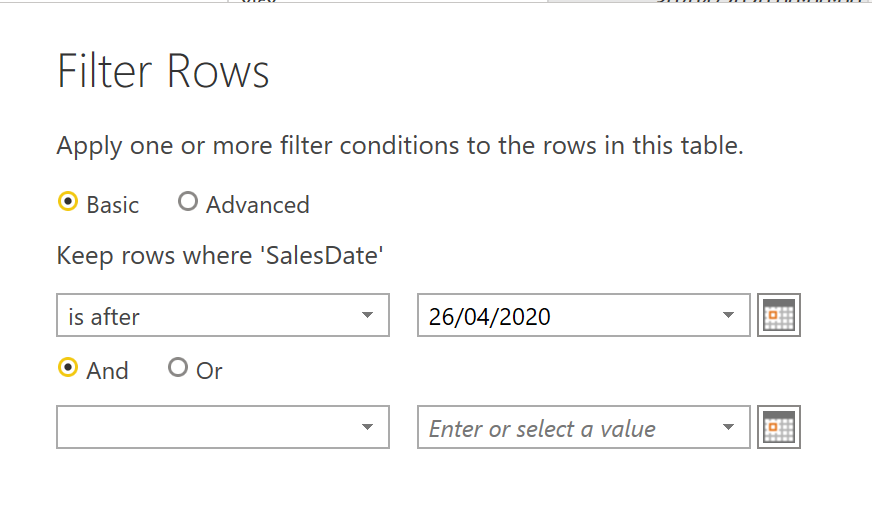 Filter Rows
Apply one or more filter conditions to the rows in this table.
Basic Advanced
Keep rows where 'SalesDate'
is after 26/04/2020
And Or
Enter or select a value